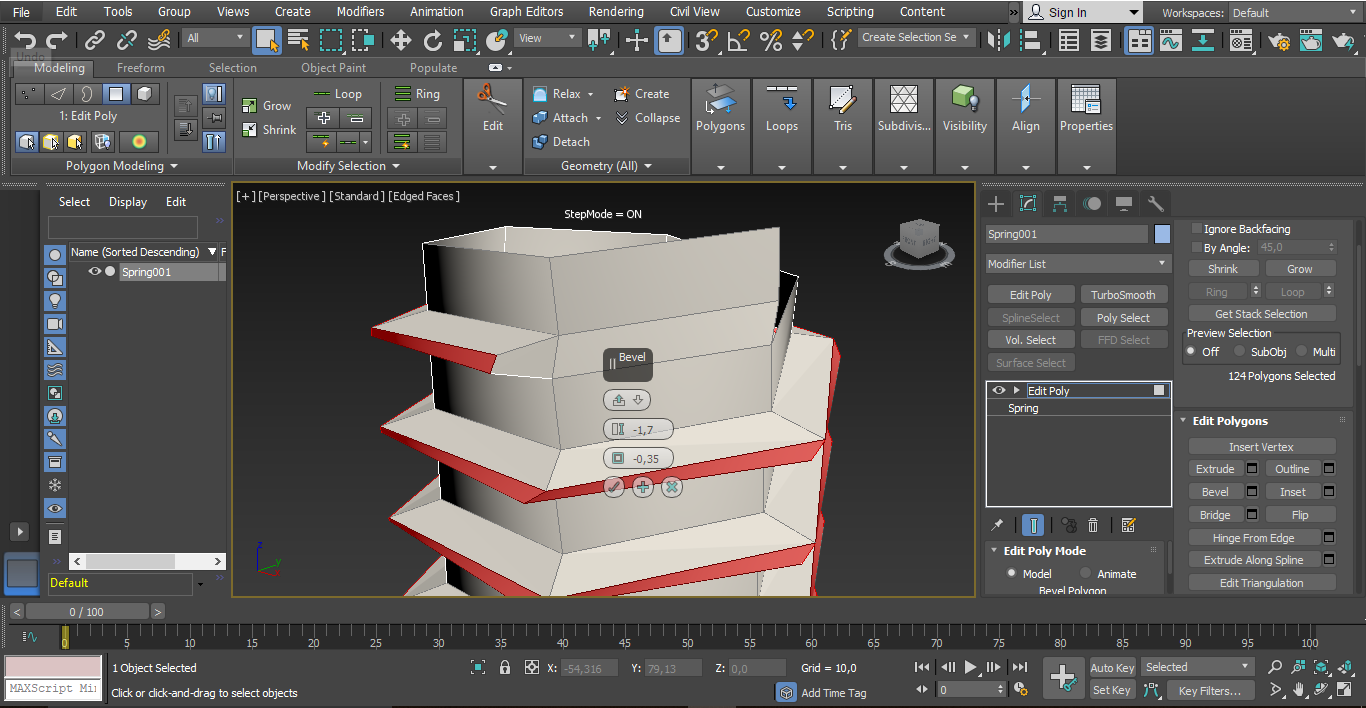 File Edit Tools Group Views Create Modifiers Animation Graph Editors Rendering Civil View Customize Scripting Content » Sign In Workspaces: Default
All View Create Selection Se
Undo
Modeling Freeform Selection Object Paint Populate
1: Edit Poly
Polygon Modeling
Grow
Shrink
Loop
Ring
Modify Selection
Edit
Relax Create
Attach Collapse
Detach
Geometry (All)
Polygons Loops Tris Subdivis... Visibility Align Properties
Select Display Edit
Name (Sorted Descending) F
Spring001
Default
[+] [Perspective ] [Standard ] [Edged Faces ]
StepMode = ON
Bevel
-1,7
-0,35
z
y
Spring001
Modifier List
Edit Poly TurboSmooth
SplineSelect Poly Select
Vol. Select FFD Select
Surface Select
Edit Poly
Spring
Edit Poly Mode
Model Animate
Bevel Polygon
Ignore Backfacing
By Angle: 45,0
Shrink Grow
Ring Loop
Get Stack Selection
Preview Selection
Off SubObj Multi
124 Polygons Selected
Edit Polygons
Insert Vertex
Extrude Outline
Bevel Inset
Bridge Flip
Hinge From Edge
Extrude Along Spline
Edit Triangulation
< 0 / 100 >
0 5 10 15 20 25 30 35 40 45 50 55 60 65 70 75 80 85 90 95 100
1 Object Selected X: -54,316 Y: 79,13 Z: 0,0 Grid = 10,0 Auto Key Selected
MAXScript Mi
Click or click-and-drag to select objects Add Time Tag 0 Set Key Key Filters...